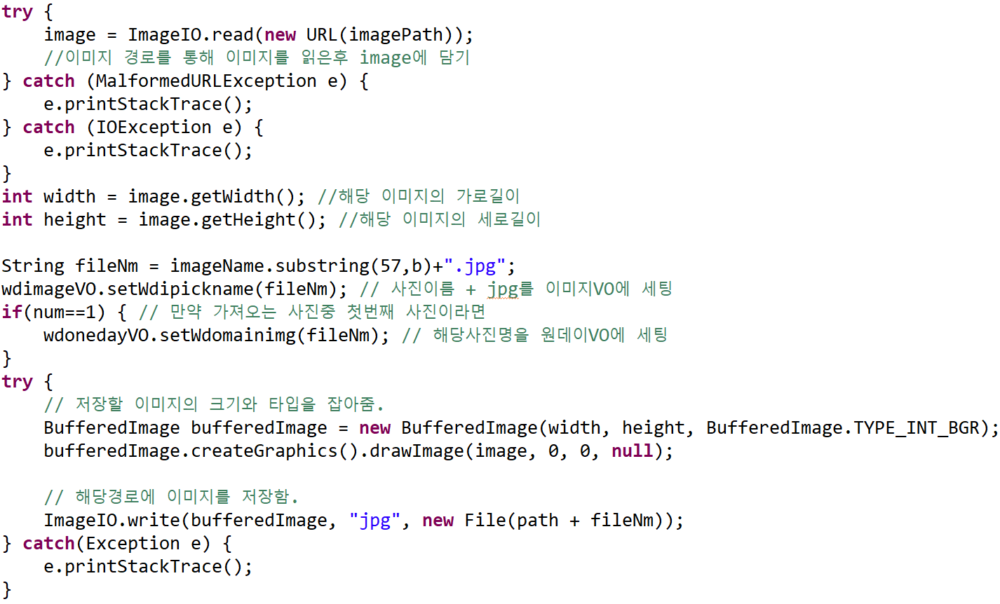 try {
    image = ImageIO.read(new URL(imagePath));
    //이미지 경로를 통해 이미지를 읽은후 image에 담기
} catch (MalformedURLException e) {
    e.printStackTrace();
} catch (IOException e) {
    e.printStackTrace();
}
int width = image.getWidth(); //해당 이미지의 가로길이
int height = image.getHeight(); //해당 이미지의 세로길이

String fileNm = imageName.substring(57,b)+".jpg";
wdimageVO.setWdipickname(fileNm); // 사진이름 + jpg를 이미지VO에 세팅
if(num==1) { // 만약 가져오는 사진중 첫번째 사진이라면
    wdonedayVO.setWdomainimg(fileNm); // 해당사진명을 원데이VO에 세팅
}
try {
    // 저장할 이미지의 크기와 타입을 잡아줌.
    BufferedImage bufferedImage = new BufferedImage(width, height, BufferedImage.TYPE_INT_BGR);
    bufferedImage.createGraphics().drawImage(image, 0, 0, null);

    // 해당경로에 이미지를 저장함.
    ImageIO.write(bufferedImage, "jpg", new File(path + fileNm));
} catch(Exception e) {
    e.printStackTrace();
}